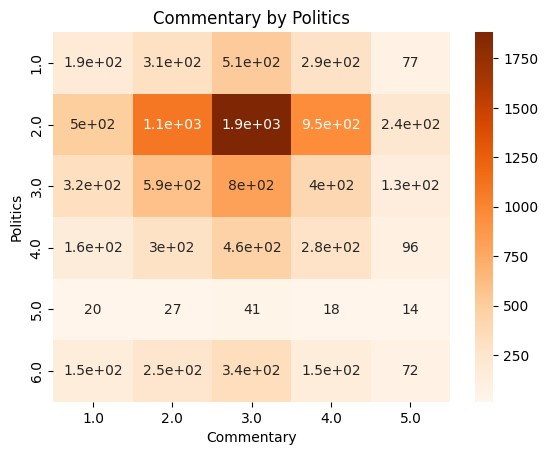 Commentary by Politics
1.9e+02 3.1e+02 5.1e+02 2.9e+02 77
5e+02 1.1e+03 1.9e+03 9.5e+02 2.4e+02
3.2e+02 5.9e+02 8e+02 4e+02 1.3e+02
1.6e+02 3e+02 4.6e+02 2.8e+02 96
20 27 41 18 14
1.5e+02 2.5e+02 3.4e+02 1.5e+02 72
1.0
2.0
3.0
4.0
5.0
6.0
Politics
1.0 2.0 3.0 4.0 5.0
Commentary
1750
1500
1250
1000
750
500
250